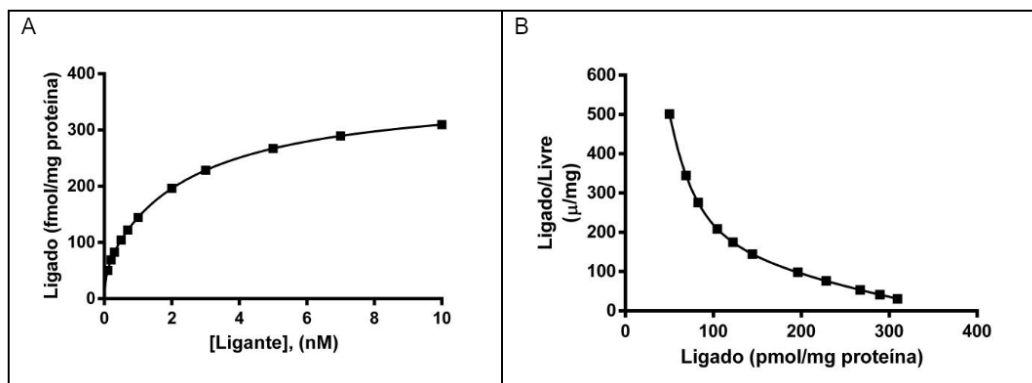 A
Ligado (fmol/mg proteína)
400
300
200
100
0
0 2 4 6 8 10
[Ligante], (nM)
B
Ligado/Livre
(μ/mg)
600
500
400
300
200
100
0
0 100 200 300 400
Ligado (pmol/mg proteína)